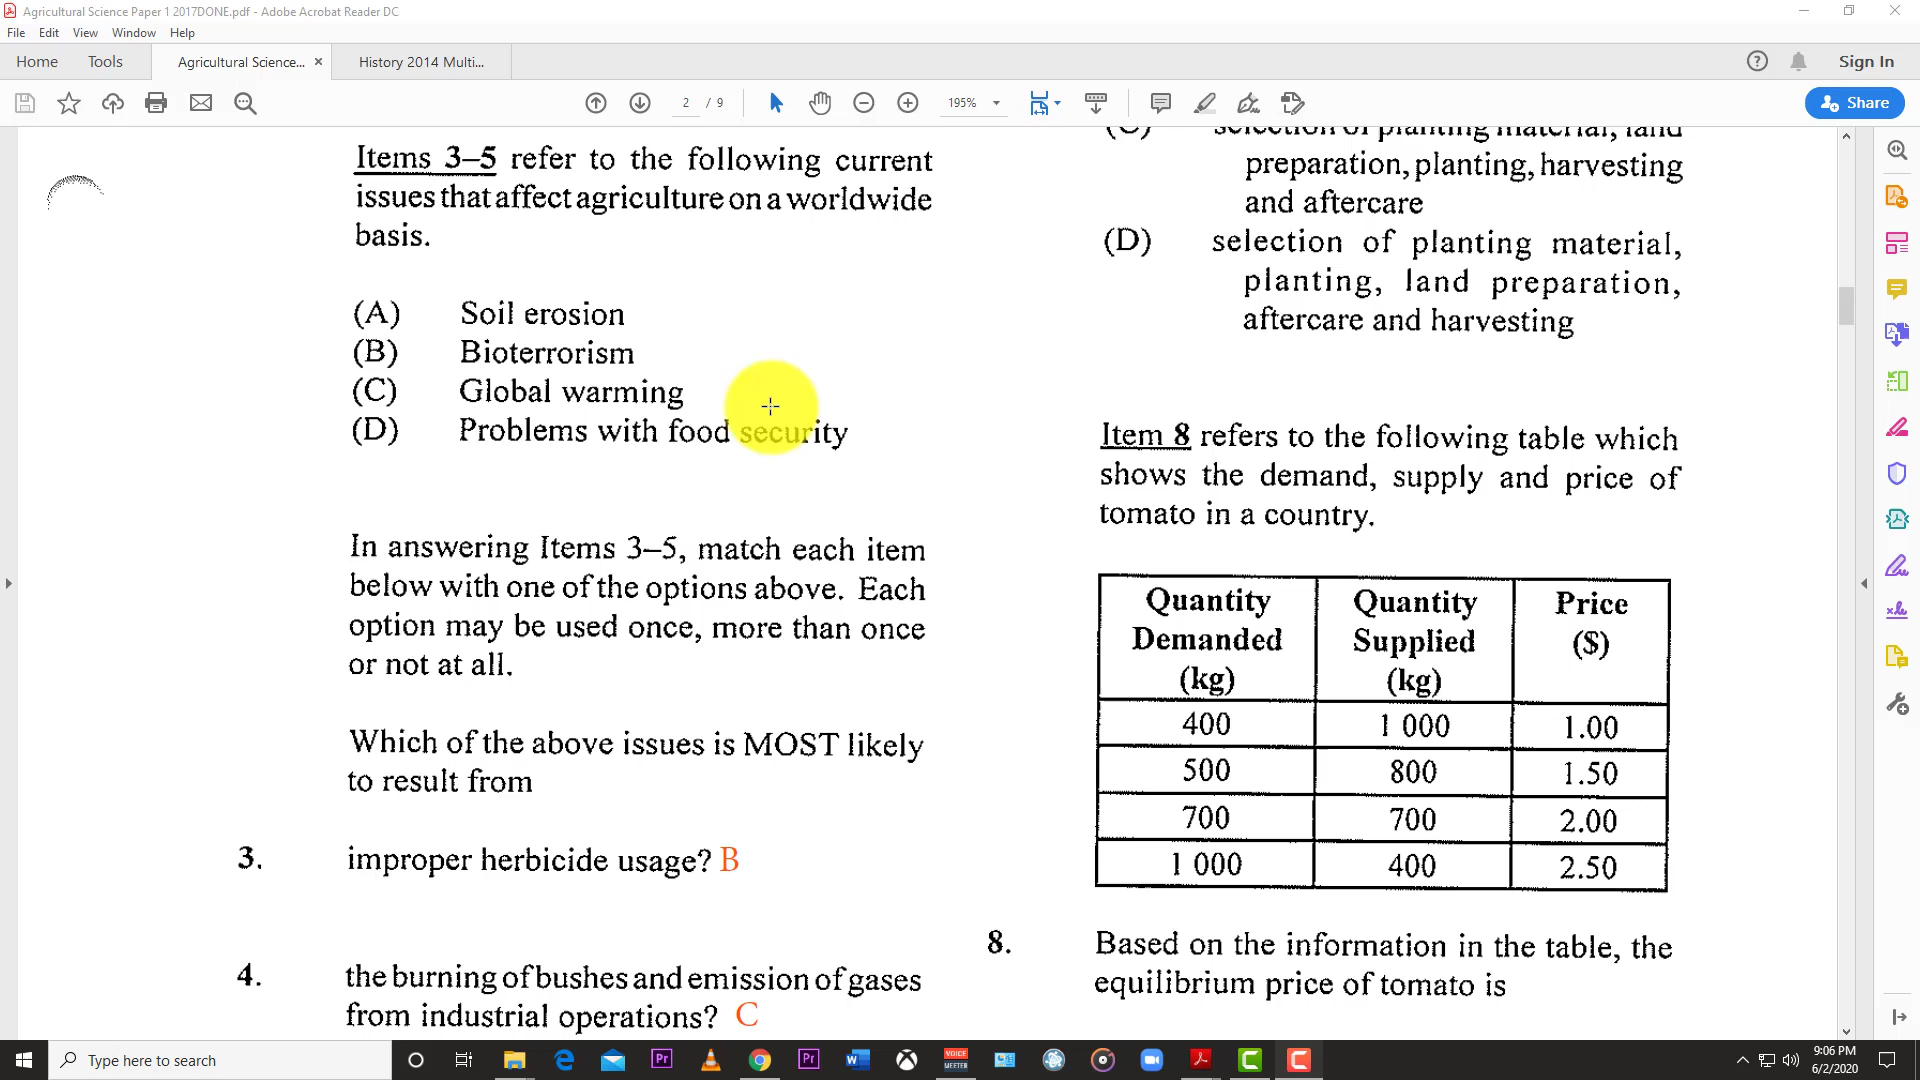 Agricultural Science Paper 1 2017DONE.pdf - Adobe Acrobat Reader DC
File Edit View Window Help
Home Tools Agricultural Science... × History 2014 Multi... Sign In
2 / 9 195% Share
Items 3–5 refer to the following current
issues that affect agriculture on a worldwide
basis.
(A) Soil erosion
(B) Bioterrorism
(C) Global warming
(D) Problems with food security
In answering Items 3–5, match each item
below with one of the options above. Each
option may be used once, more than once
or not at all.
Which of the above issues is MOST likely
to result from
3. improper herbicide usage? B
4. the burning of bushes and emission of gases
from industrial operations? C
(C) selection of planting material, land
preparation, planting, harvesting
and aftercare
(D) selection of planting material,
planting, land preparation,
aftercare and harvesting
Item 8 refers to the following table which
shows the demand, supply and price of
tomato in a country.
Quantity Demanded (kg) Quantity Supplied (kg) Price ($)
400 1 000 1.00
500 800 1.50
700 700 2.00
1 000 400 2.50
8. Based on the information in the table, the
equilibrium price of tomato is
Type here to search
Pr
VOICE
MEETER
Pr
9:06 PM
6/2/2020